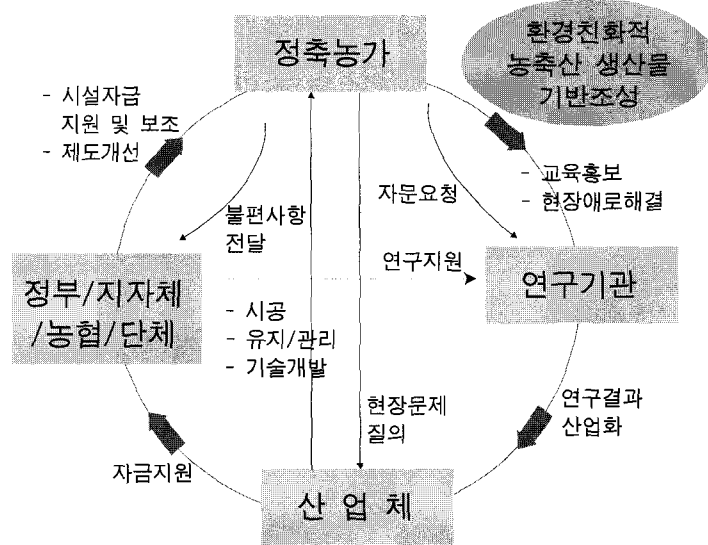 정축농가
환경친화적
농축산 생산물
기반조성
- 시설자금
지원 및 보조
- 제도개선
- 교육홍보
- 현장애로해결
자문요청
불편사항
전달
연구지원
정부/지자체
/농협/단체
연구기관
- 시공
- 유지/관리
- 기술개발
현장문제
질의
연구결과
산업화
자금지원
산 업 체